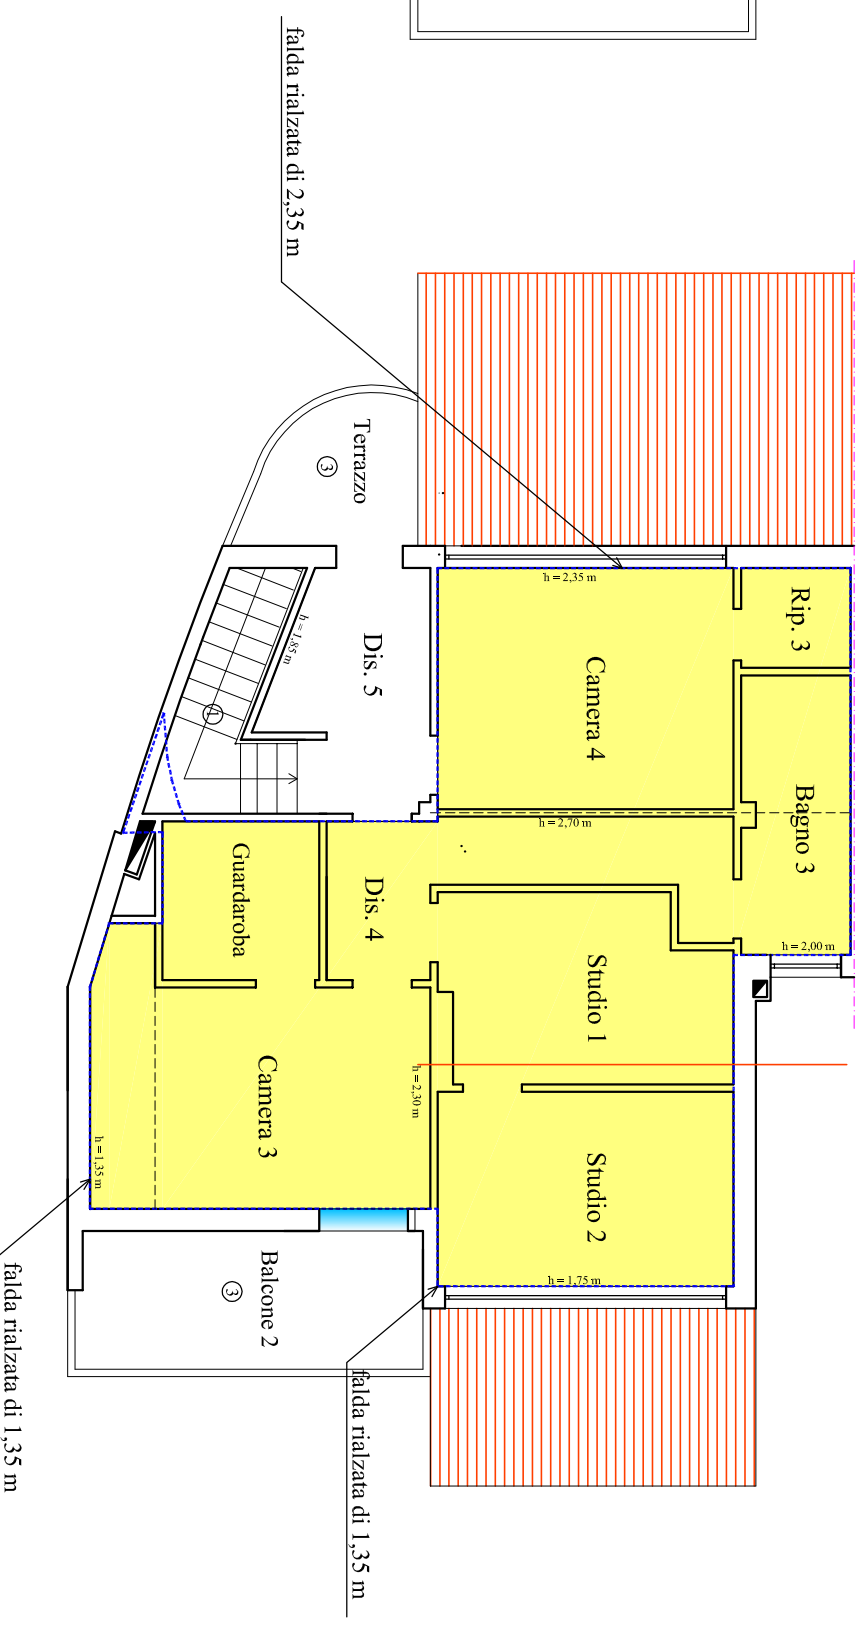 falda rialzata di 2,35 m
Terrazzo
3
h = 2,35 m
Rip. 3
Dis. 5
h = 1,85 m
Camera 4
1
Bagno 3
h = 2,70 m
Guardaroba
Dis. 4
h = 2,00 m
Studio 1
Camera 3
h = 2,30 m
h = 1,35 m
Studio 2
Balcone 2
3
h = 1,75 m
falda rialzata di 1,35 m
falda rialzata di 1,35 m